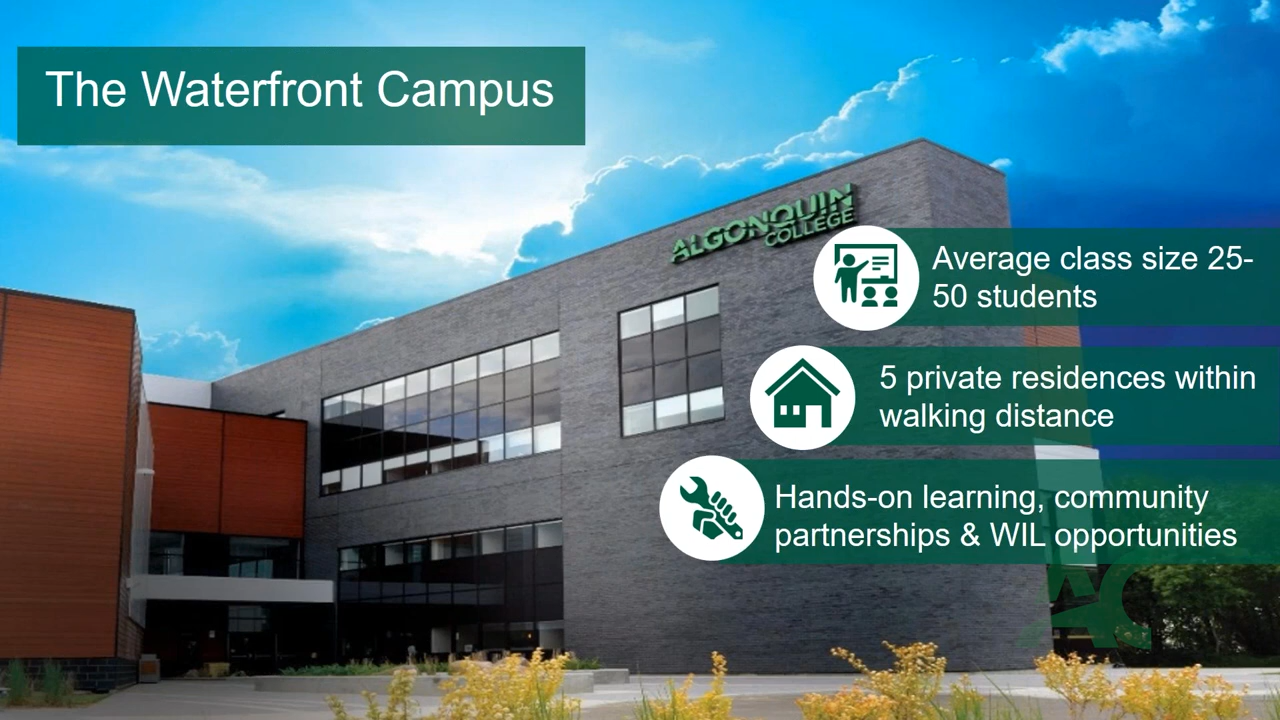 The Waterfront Campus
ALGONQUIN
COLLEGE
Average class size 25-
50 students
5 private residences within
walking distance
Hands-on learning, community
partnerships & WIL opportunities
AC